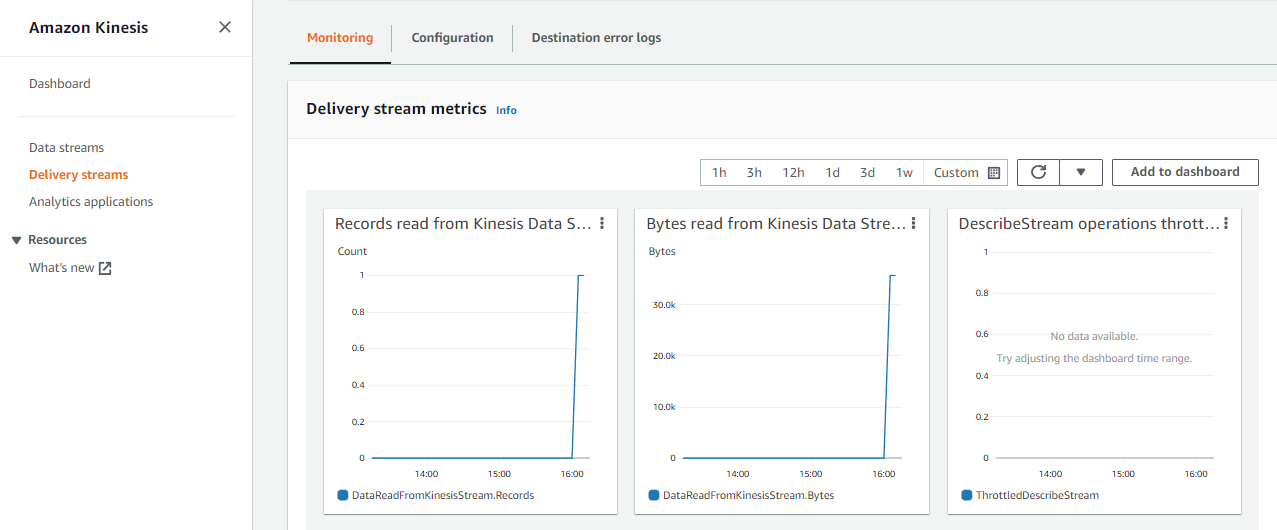 Amazon Kinesis
Dashboard
Data streams
Delivery streams
Analytics applications
Resources
What's new
Monitoring
Configuration
Destination error logs
Delivery stream metrics Info
1h 3h 12h 1d 3d 1w Custom
Add to dashboard
Records read from Kinesis Data S...
Count
1
0.8
0.6
0.4
0.2
0
14:00 15:00 16:00
DataReadFromKinesisStream.Records
Bytes read from Kinesis Data Stre...
Bytes
30.0k
20.0k
10.0k
0
14:00 15:00 16:00
DataReadFromKinesisStream.Bytes
DescribeStream operations thrott...
1
0.8
0.6
0.4
0.2
0
No data available.
Try adjusting the dashboard time range.
14:00 15:00 16:00
ThrottledDescribeStream